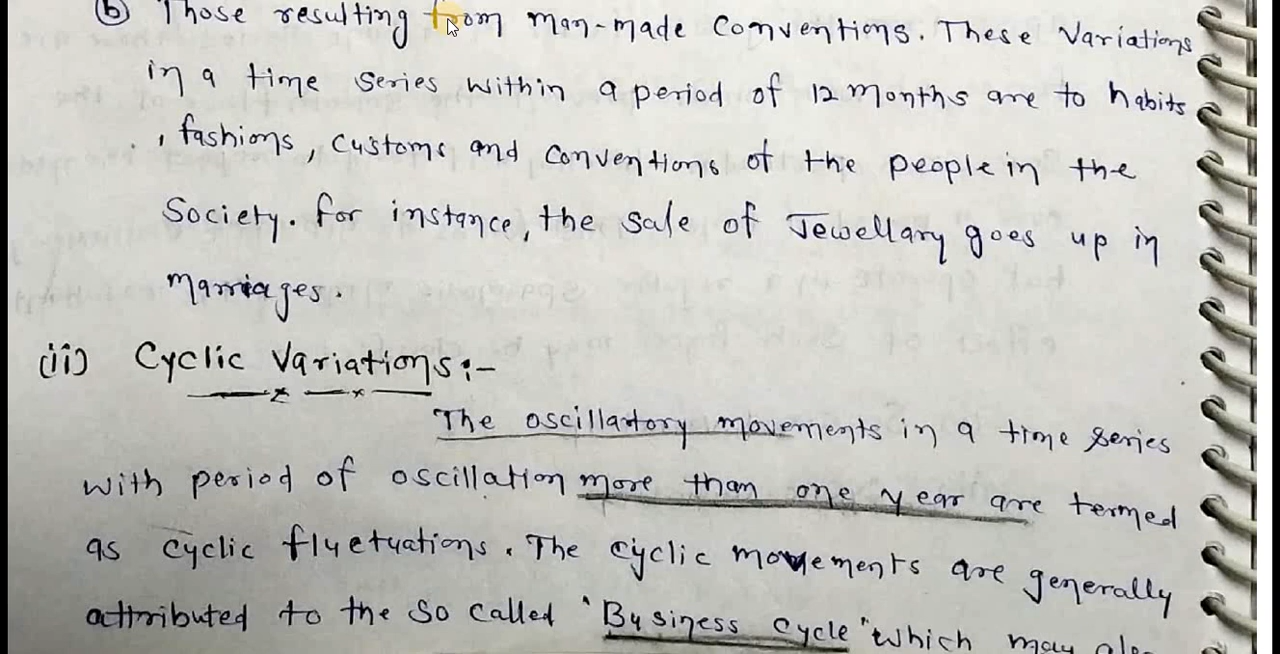 (b) Those resulting from man-made conventions. These variations
in a time series within a period of 12 months are to habits
, fashions, customs and conventions of the people in the
Society. for instance, the sale of Jewellary goes up in
marriages.
(ii) Cyclic Variations :-
The oscillatory movements in a time series
with period of oscillation more than one year are termed
as cyclic fluctuations. The cyclic movements are generally
attributed to the so called "Business cycle" which may also